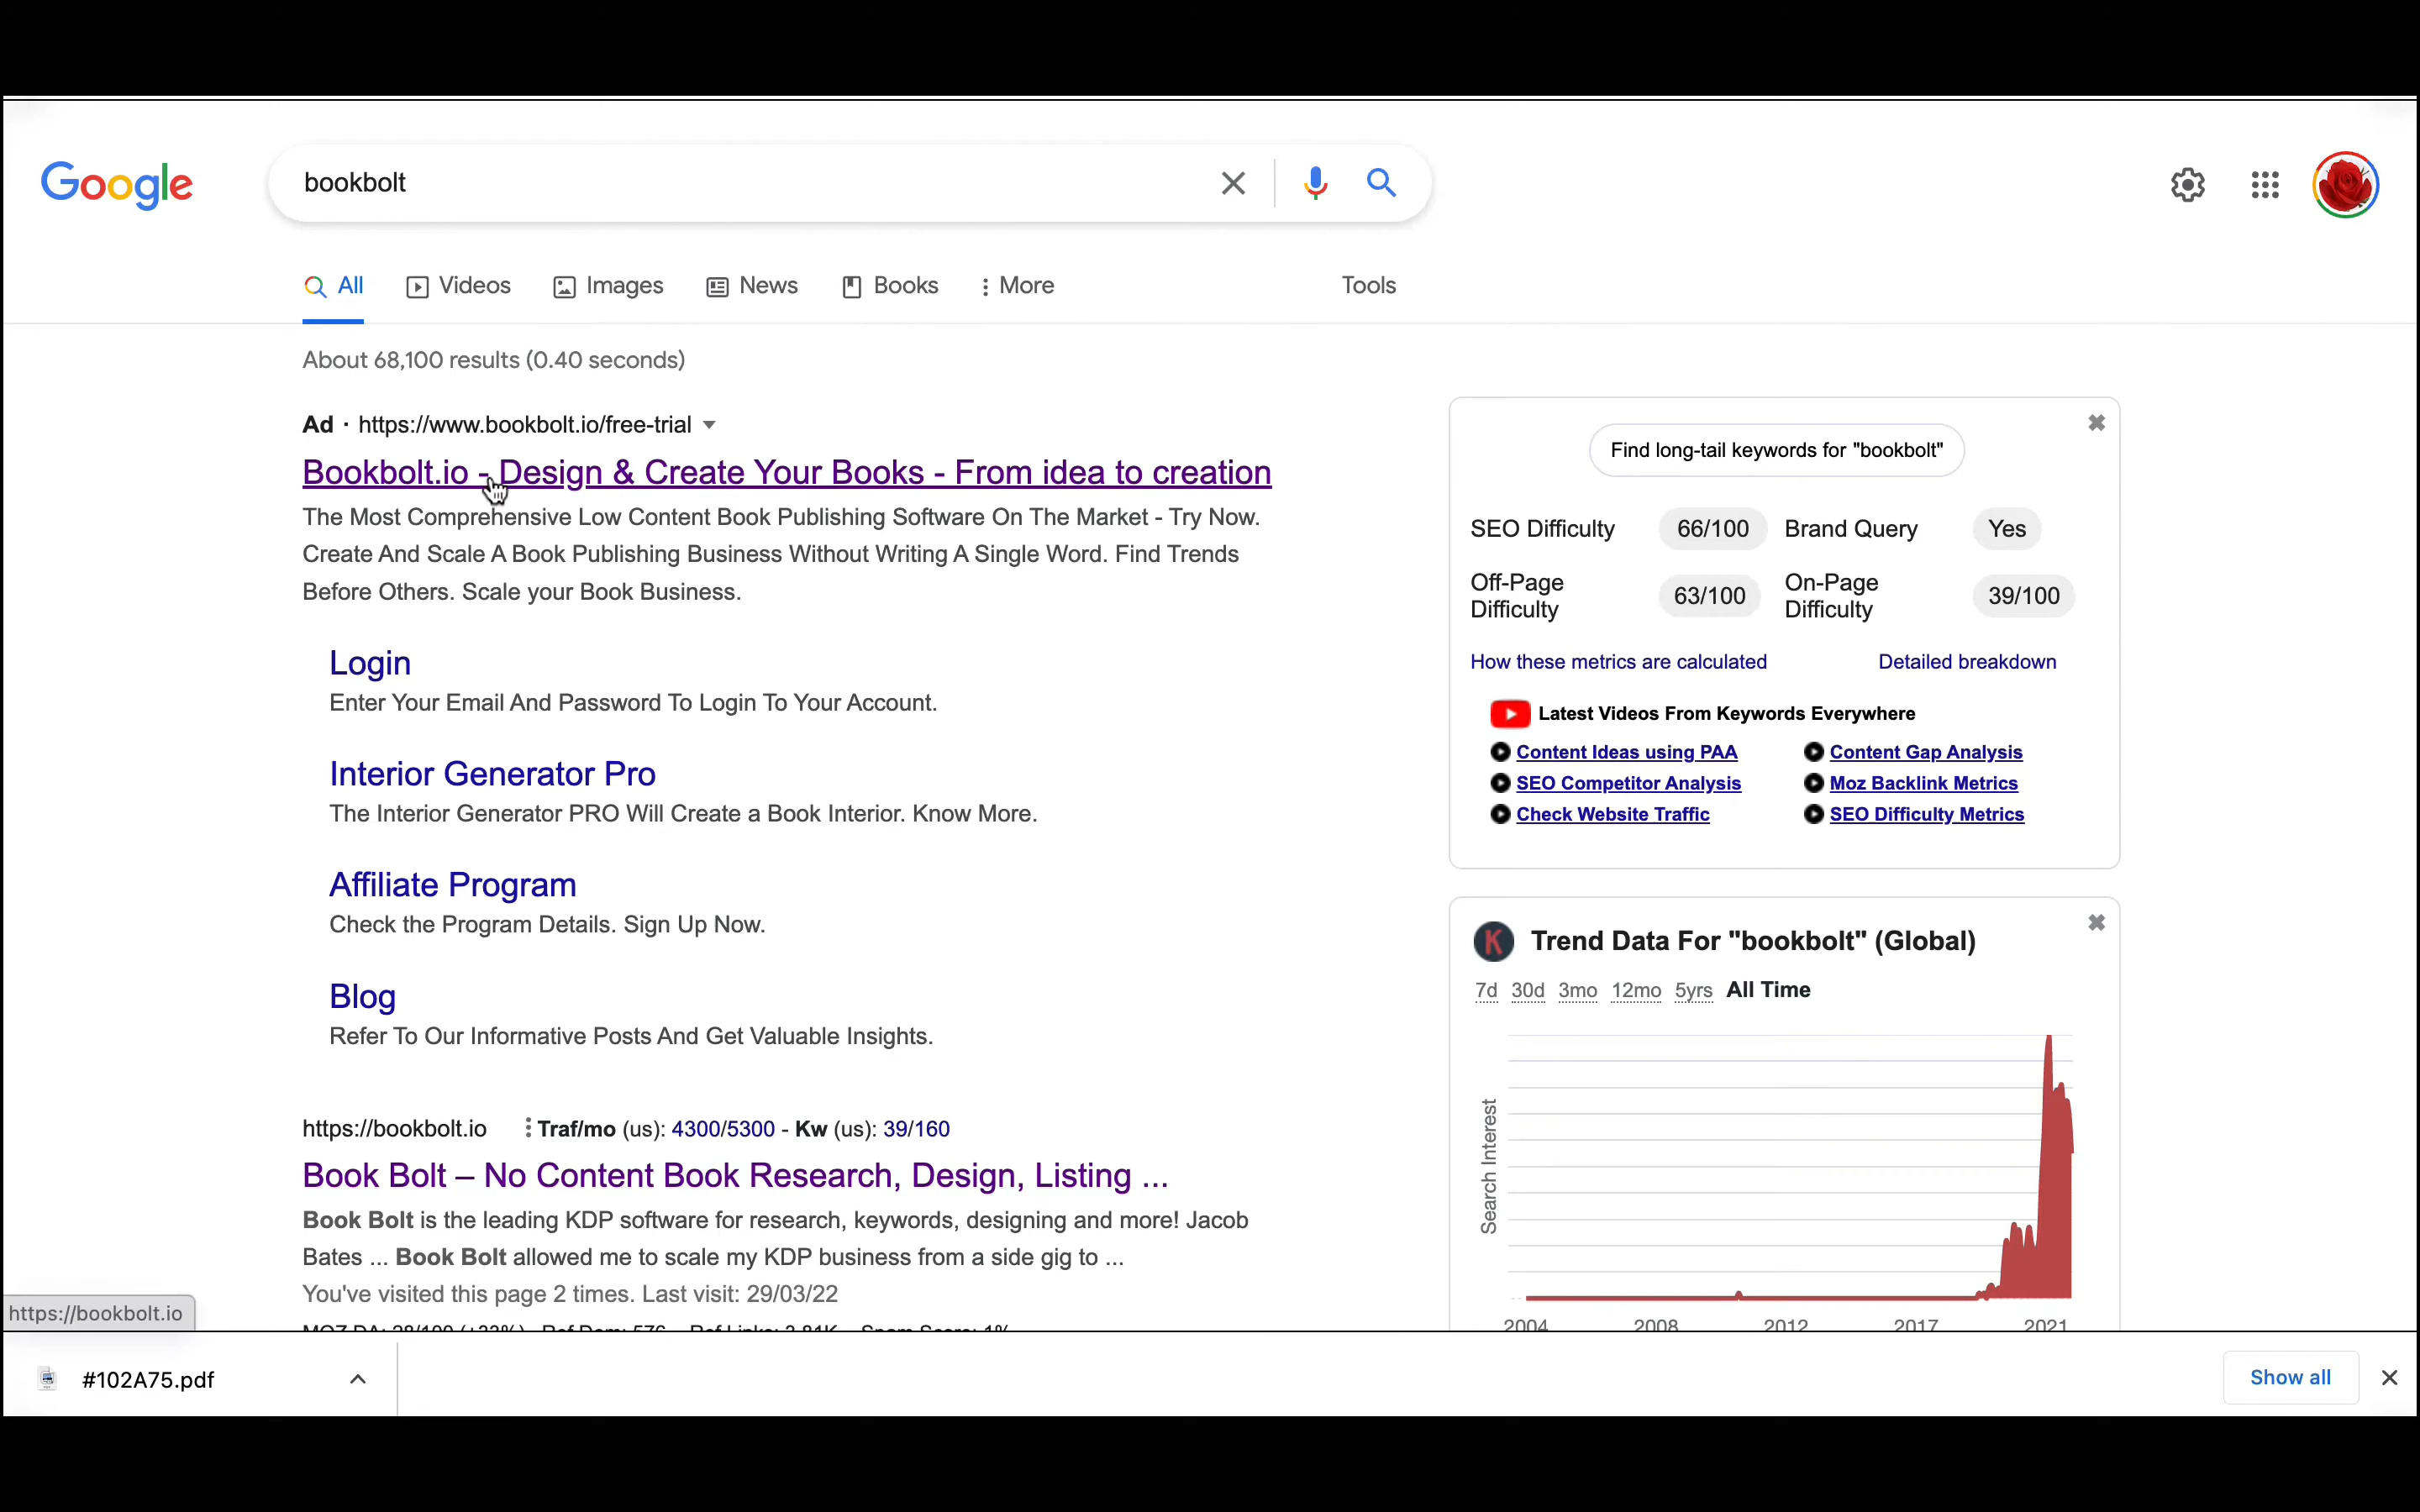 Google
bookbolt
All
Videos
Images
News
Books
More
Tools
About 68,100 results (0.40 seconds)
Ad · https://www.bookbolt.io/free-trial
Bookbolt.io - Design & Create Your Books - From idea to creation
The Most Comprehensive Low Content Book Publishing Software On The Market - Try Now.
Create And Scale A Book Publishing Business Without Writing A Single Word. Find Trends
Before Others. Scale your Book Business.
Login
Enter Your Email And Password To Login To Your Account.
Interior Generator Pro
The Interior Generator PRO Will Create a Book Interior. Know More.
Affiliate Program
Check the Program Details. Sign Up Now.
Blog
Refer To Our Informative Posts And Get Valuable Insights.
https://bookbolt.io
Traf/mo (us): 4300/5300 - Kw (us): 39/160
Book Bolt – No Content Book Research, Design, Listing ...
Book Bolt is the leading KDP software for research, keywords, designing and more! Jacob
Bates ... Book Bolt allowed me to scale my KDP business from a side gig to ...
You've visited this page 2 times. Last visit: 29/03/22
Find long-tail keywords for "bookbolt"
SEO Difficulty 66/100 Brand Query Yes
Off-Page Difficulty 63/100 On-Page Difficulty 39/100
How these metrics are calculated
Detailed breakdown
Latest Videos From Keywords Everywhere
Content Ideas using PAA
Content Gap Analysis
SEO Competitor Analysis
Moz Backlink Metrics
Check Website Traffic
SEO Difficulty Metrics
K
Trend Data For "bookbolt" (Global)
7d 30d 3mo 12mo 5yrs All Time
Search Interest
2004 2008 2012 2017 2021
https://bookbolt.io
#102A75.pdf
Show all